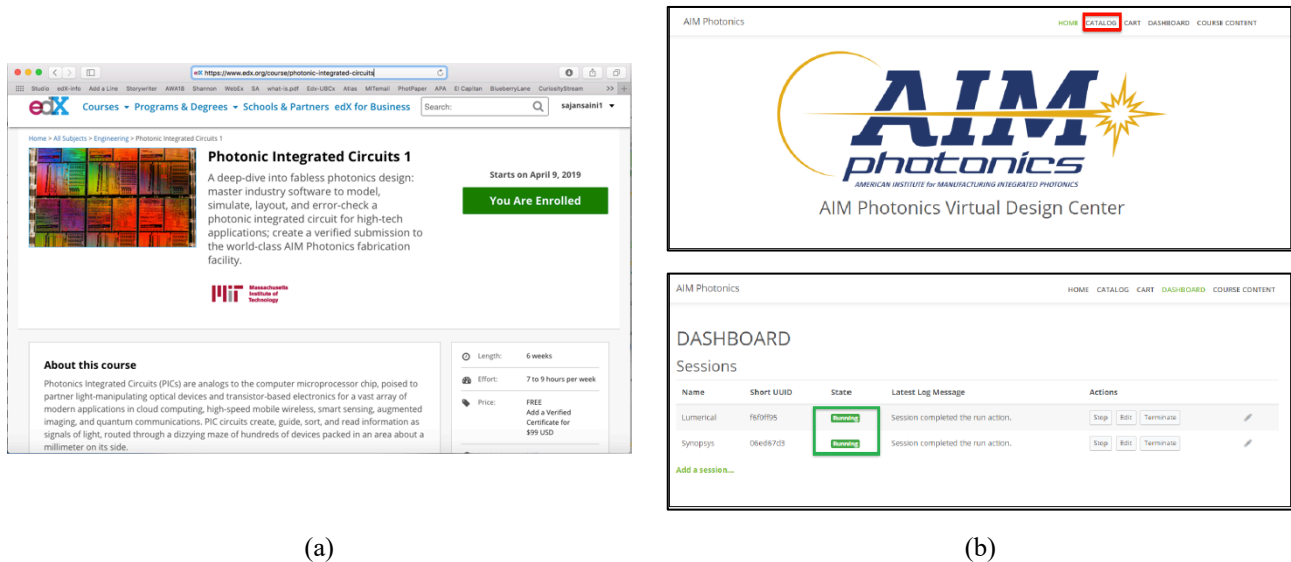 edX https://www.edx.org/course/photonic-integrated-circuits
Studio edX-info Add a Line Storywriter AWA18 Shannon WebEx SA what-is.pdf Edx-UBCx Atlas MITemail PhotPaper APA El Capitan BlueberryLane CuriosityStream >> +
edX Courses Programs & Degrees Schools & Partners edX for Business Search: sajansaini1
Home > All Subjects > Engineering > Photonic Integrated Circuits 1
Photonic Integrated Circuits 1
A deep-dive into fabless photonics design:
master industry software to model,
simulate, layout, and error-check a
photonic integrated circuit for high-tech
applications; create a verified submission to
the world-class AIM Photonics fabrication
facility.
Starts on April 9, 2019
You Are Enrolled
Massachusetts
Institute of
Technology
About this course
Photonics Integrated Circuits (PICs) are analogs to the computer microprocessor chip, poised to
partner light-manipulating optical devices and transistor-based electronics for a vast array of
modern applications in cloud computing, high-speed mobile wireless, smart sensing, augmented
imaging, and quantum communications. PIC circuits create, guide, sort, and read information as
signals of light, routed through a dizzying maze of hundreds of devices packed in an area about a
millimeter on its side.
Length: 6 weeks
Effort: 7 to 9 hours per week
Price: FREE
Add a Verified
Certificate for
$99 USD
(a)
AIM Photonics HOME CATALOG CART DASHBOARD COURSE CONTENT
AIM
photonics
AMERICAN INSTITUTE for MANUFACTURING INTEGRATED PHOTONICS
AIM Photonics Virtual Design Center
AIM Photonics HOME CATALOG CART DASHBOARD COURSE CONTENT
DASHBOARD
Sessions
Name Short UUID State Latest Log Message Actions
Lumerical f6f0ff95 Running Session completed the run action. Stop Edit Terminate
Synopsys 06ed67d3 Running Session completed the run action. Stop Edit Terminate
Add a session...
(b)